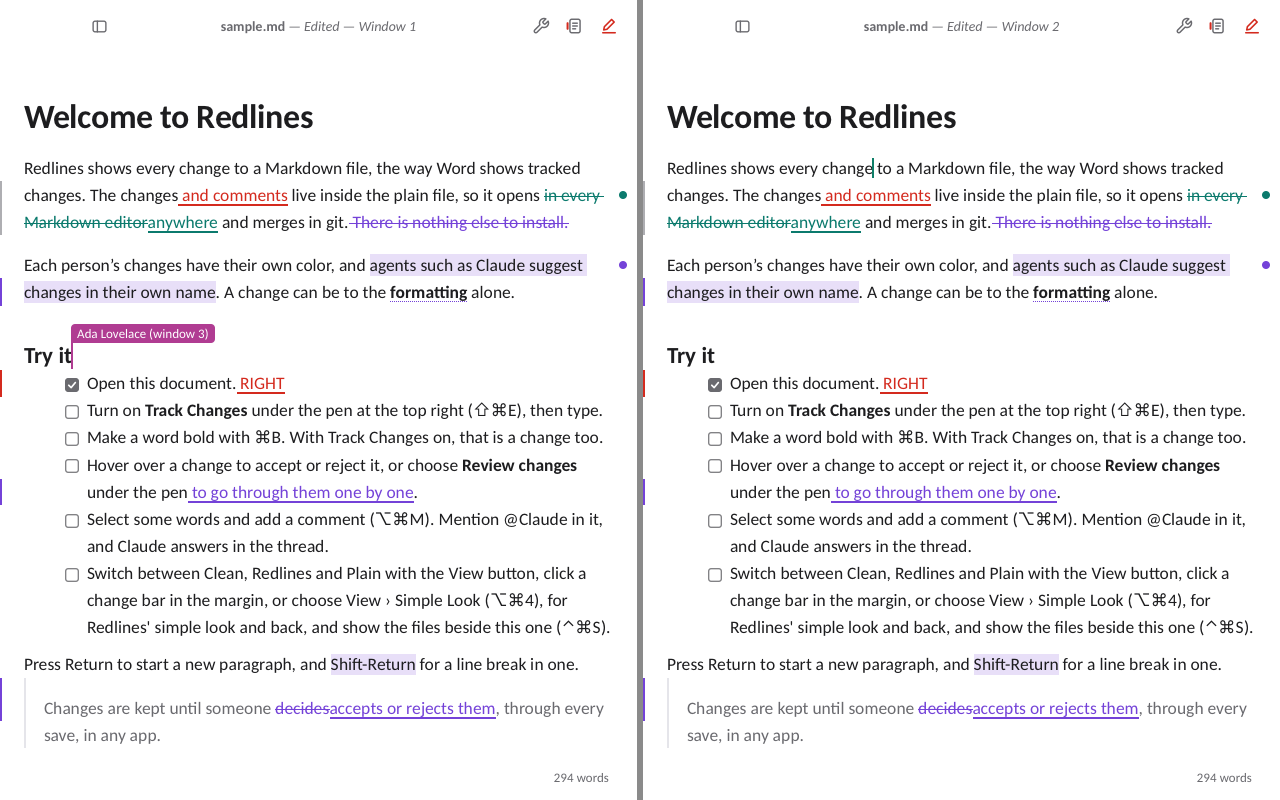 sample.md — Edited — Window 1
Welcome to Redlines
Redlines shows every change to a Markdown file, the way Word shows tracked
changes. The changes and comments live inside the plain file, so it opens in every
Markdown editoranywhere and merges in git. There is nothing else to install.
Each person’s changes have their own color, and agents such as Claude suggest
changes in their own name. A change can be to the formatting alone.
Ada Lovelace (window 3)
Try it
Open this document. RIGHT
Turn on Track Changes under the pen at the top right (⇧⌘E), then type.
Make a word bold with ⌘B. With Track Changes on, that is a change too.
Hover over a change to accept or reject it, or choose Review changes
under the pen to go through them one by one.
Select some words and add a comment (⌥⌘M). Mention @Claude in it,
and Claude answers in the thread.
Switch between Clean, Redlines and Plain with the View button, click a
change bar in the margin, or choose View › Simple Look (⌥⌘4), for
Redlines' simple look and back, and show the files beside this one (^⌘S).
Press Return to start a new paragraph, and Shift-Return for a line break in one.
Changes are kept until someone decidesaccepts or rejects them, through every
save, in any app.
294 words
sample.md — Edited — Window 2
Welcome to Redlines
Redlines shows every change to a Markdown file, the way Word shows tracked
changes. The changes and comments live inside the plain file, so it opens in every
Markdown editoranywhere and merges in git. There is nothing else to install.
Each person’s changes have their own color, and agents such as Claude suggest
changes in their own name. A change can be to the formatting alone.
Try it
Open this document. RIGHT
Turn on Track Changes under the pen at the top right (⇧⌘E), then type.
Make a word bold with ⌘B. With Track Changes on, that is a change too.
Hover over a change to accept or reject it, or choose Review changes
under the pen to go through them one by one.
Select some words and add a comment (⌥⌘M). Mention @Claude in it,
and Claude answers in the thread.
Switch between Clean, Redlines and Plain with the View button, click a
change bar in the margin, or choose View › Simple Look (⌥⌘4), for
Redlines' simple look and back, and show the files beside this one (^⌘S).
Press Return to start a new paragraph, and Shift-Return for a line break in one.
Changes are kept until someone decidesaccepts or rejects them, through every
save, in any app.
294 words